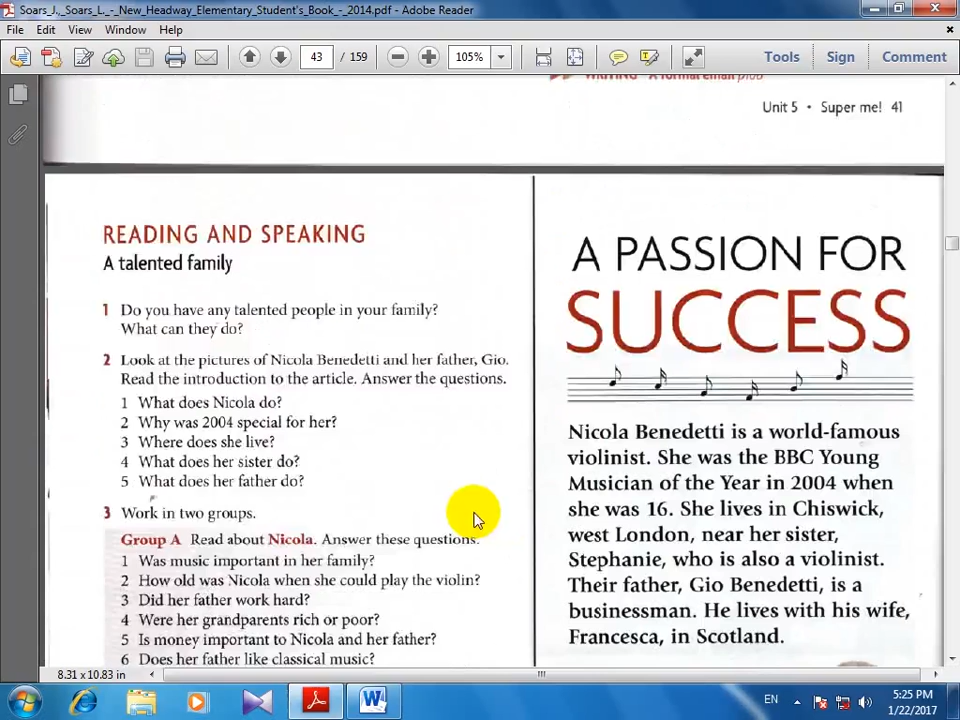 Soars_J.,_Soars_L._-_New_Headway_Elementary_Student's_Book_-_2014.pdf - Adobe Reader
File Edit View Window Help
43 / 159 105% Tools Sign Comment
Unit 5 • Super me! 41
READING AND SPEAKING
A talented family
1 Do you have any talented people in your family?
What can they do?
2 Look at the pictures of Nicola Benedetti and her father, Gio.
Read the introduction to the article. Answer the questions.
1 What does Nicola do?
2 Why was 2004 special for her?
3 Where does she live?
4 What does her sister do?
5 What does her father do?
3 Work in two groups.
Group A Read about Nicola. Answer these questions.
1 Was music important in her family?
2 How old was Nicola when she could play the violin?
3 Did her father work hard?
4 Were her grandparents rich or poor?
5 Is money important to Nicola and her father?
6 Does her father like classical music?
A PASSION FOR
SUCCESS
Nicola Benedetti is a world-famous
violinist. She was the BBC Young
Musician of the Year in 2004 when
she was 16. She lives in Chiswick,
west London, near her sister,
Stephanie, who is also a violinist.
Their father, Gio Benedetti, is a
businessman. He lives with his wife,
Francesca, in Scotland.
8.31 x 10.83 in
EN
5:25 PM
1/22/2017